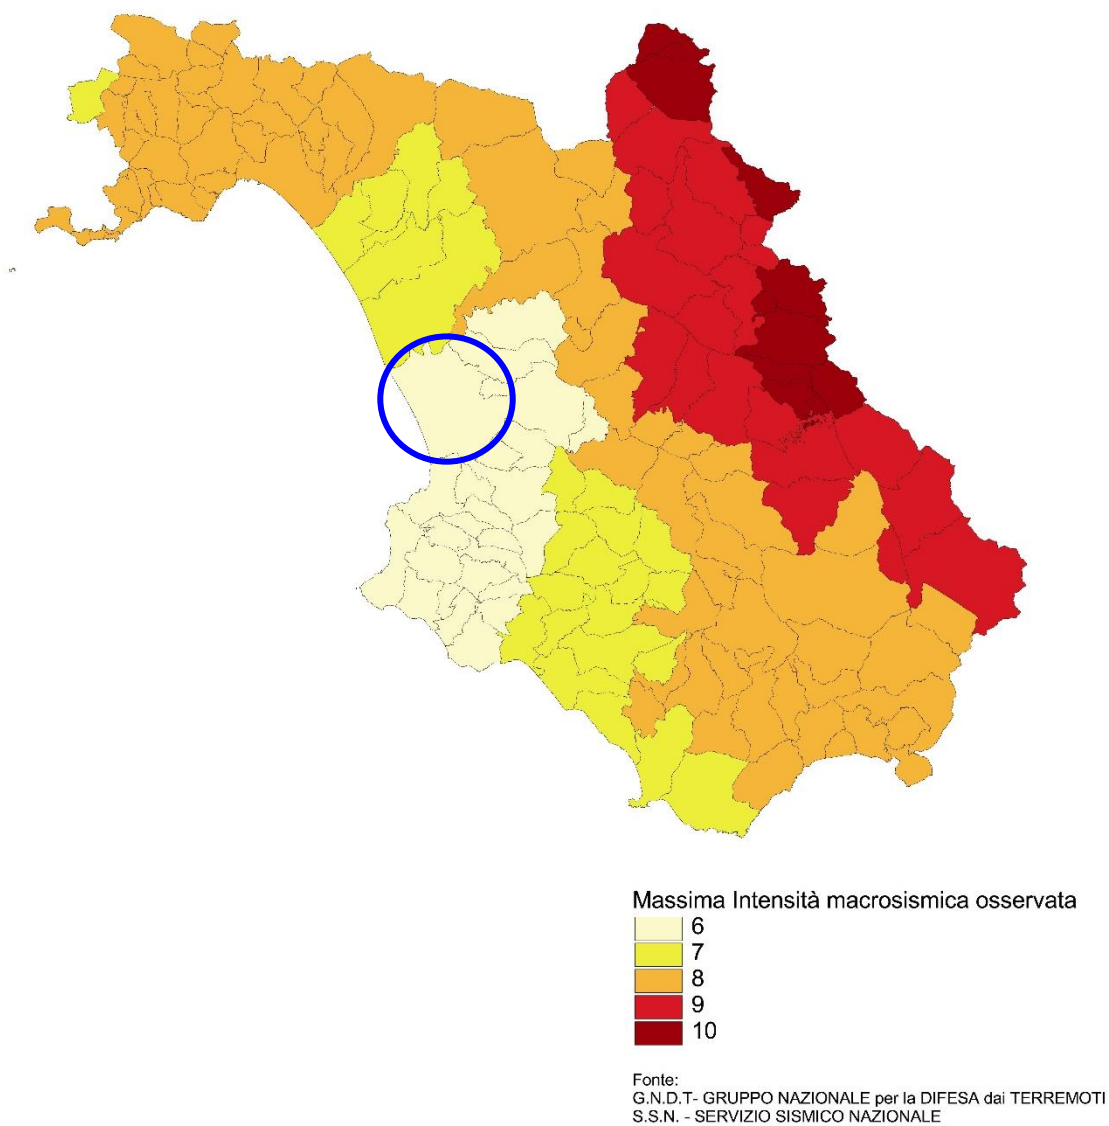 Massima Intensità macrosismica osservata
6
7
8
9
10
Fonte:
G.N.D.T- GRUPPO NAZIONALE per la DIFESA dai TERREMOTI
S.S.N. - SERVIZIO SISMICO NAZIONALE